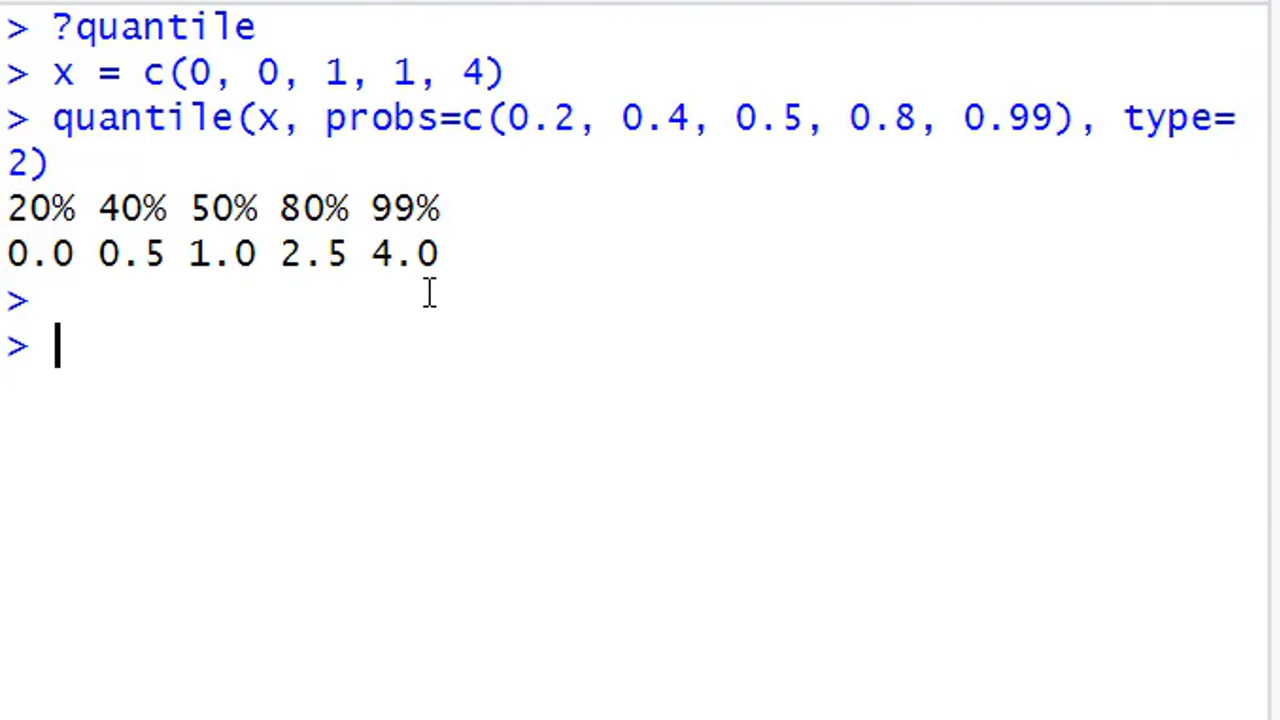 > ?quantile
> x = c(0, 0, 1, 1, 4)
> quantile(x, probs=c(0.2, 0.4, 0.5, 0.8, 0.99), type=
2)
20% 40% 50% 80% 99%
0.0 0.5 1.0 2.5 4.0
>
>